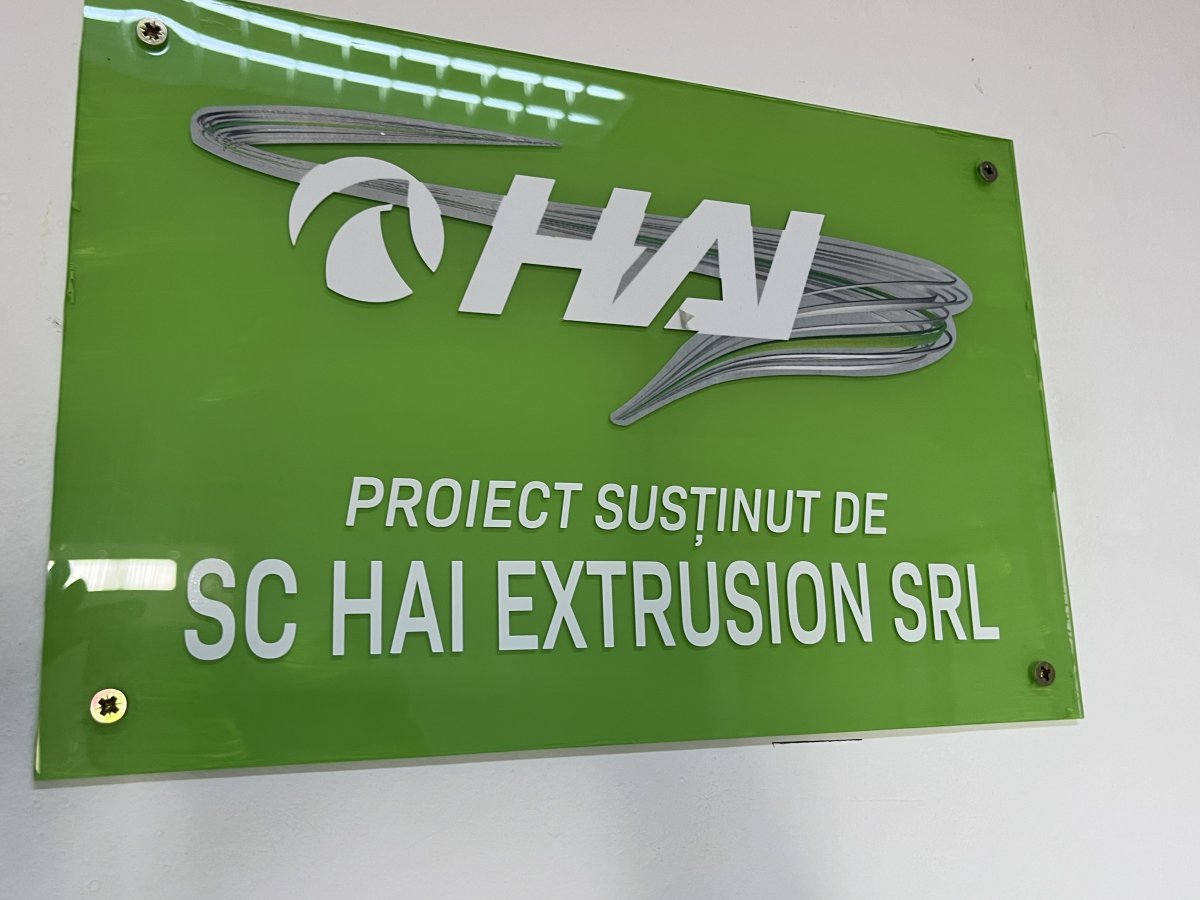 HAI
PROIECT SUSȚINUT DE
SC HAI EXTRUSION SRL